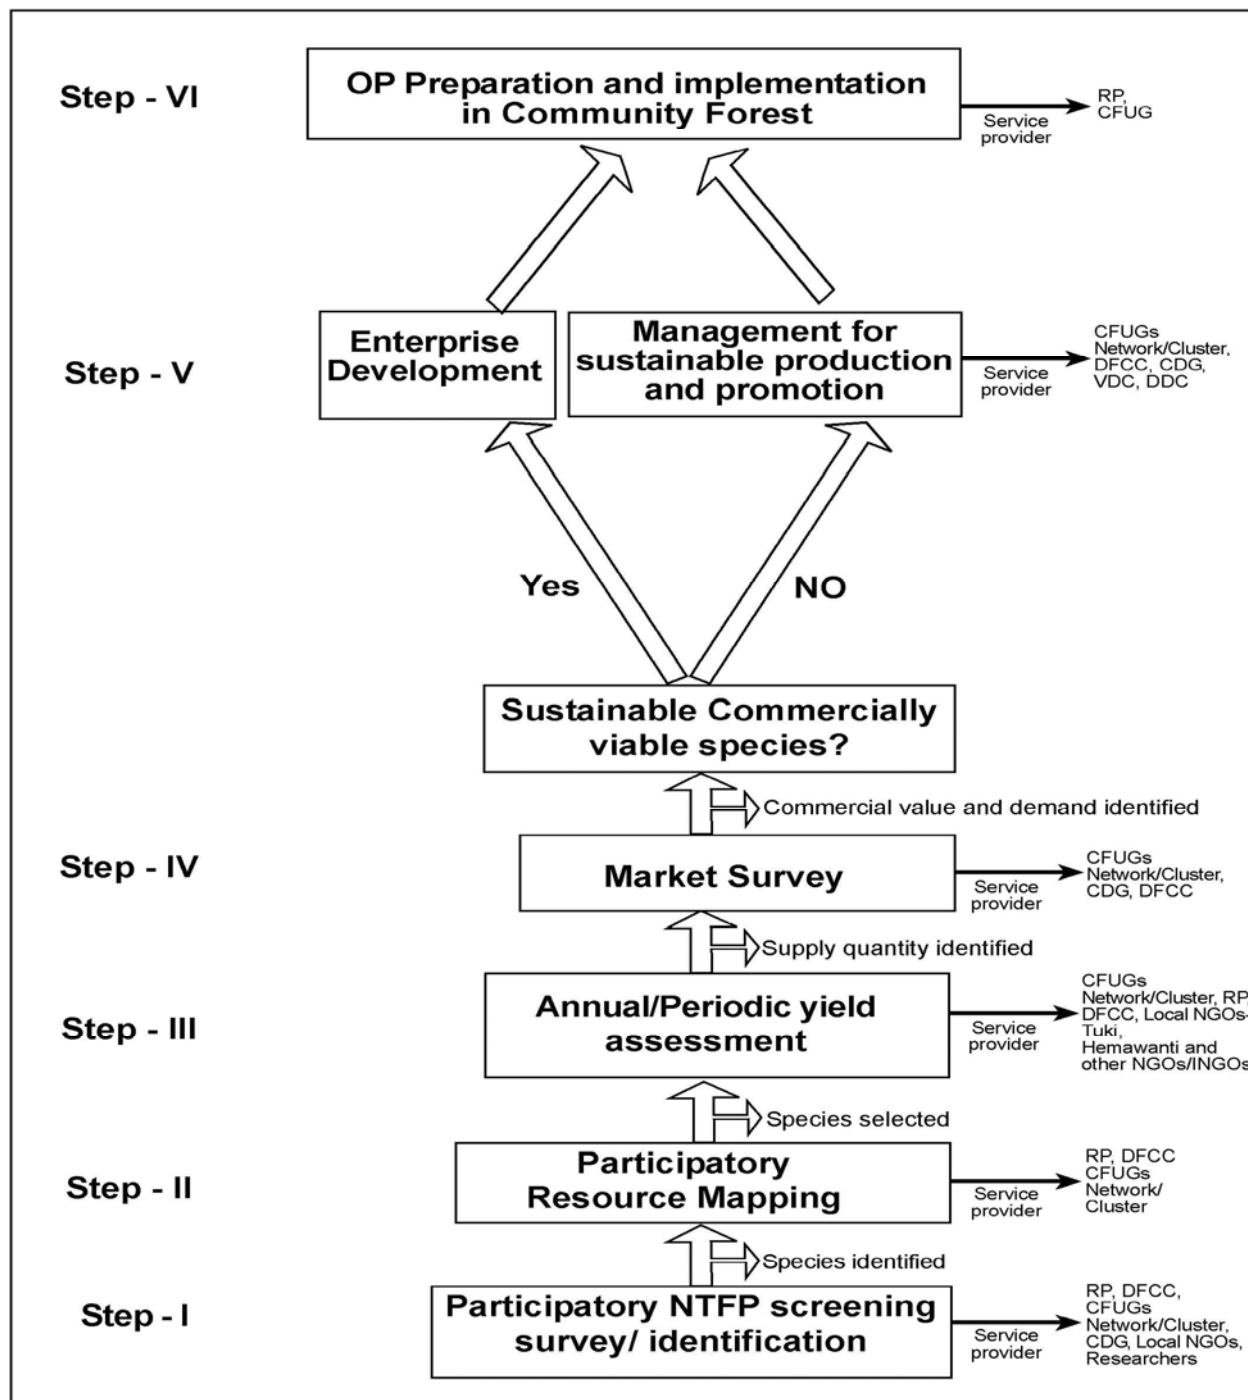 Step - VI
OP Preparation and implementation
in Community Forest
Service
provider
RP,
CFUG
Step - V
Enterprise
Development
Management for
sustainable production
and promotion
Service
provider
CFUGs
Network/Cluster,
DFCC, CDG,
VDC, DDC
Yes
NO
Sustainable Commercially
viable species?
Commercial value and demand identified
Step - IV
Market Survey
Service
provider
CFUGs
Network/Cluster,
CDG, DFCC
Supply quantity identified
Step - III
Annual/Periodic yield
assessment
Service
provider
CFUGs
Network/Cluster, RP,
DFCC, Local NGOs-
Tuki,
Hemawanti and
other NGOs/INGOs
Species selected
Step - II
Participatory
Resource Mapping
Service
provider
RP, DFCC
CFUGs
Network/
Cluster
Species identified
Step - I
Participatory NTFP screening
survey/ identification
Service
provider
RP, DFCC,
CFUGs
Network/Cluster,
CDG, Local NGOs,
Researchers